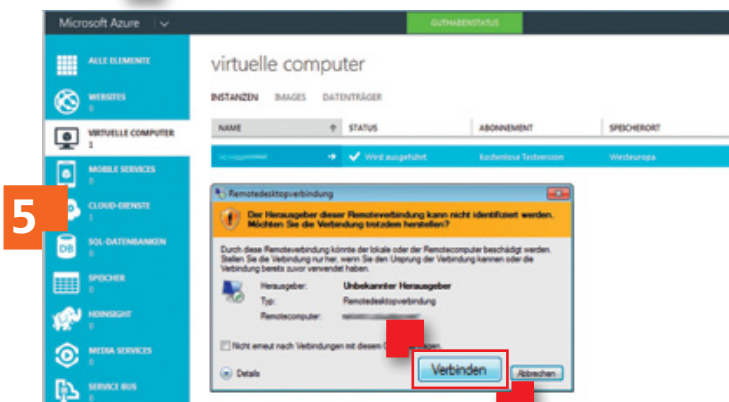 Microsoft Azure
GUTHABENSTATUS
ALLE ELEMENTE
WEBSITES
0
VIRTUELLE COMPUTER
1
MOBILE SERVICES
0
CLOUD-DIENSTE
1
SQL-DATENBANKEN
0
SPEICHER
0
HDINSIGHT
0
MEDIA SERVICES
0
SERVICE BUS
0
5
virtuelle computer
INSTANZEN IMAGES DATENTRÄGER
NAME STATUS ABONNEMENT SPEICHERORT
Wird ausgeführt Kostenlose Testversion Westeuropa
Remotedesktopverbindung
Der Herausgeber dieser Remoteverbindung kann nicht identifiziert werden.
Möchten Sie die Verbindung trotzdem herstellen?
Durch diese Remoteverbindung könnte der lokale oder der Remotecomputer beschädigt werden.
Stellen Sie die Verbindung nur her, wenn Sie den Ursprung der Verbindung kennen oder die
Verbindung bereits zuvor verwendet haben.
Herausgeber: Unbekannter Herausgeber
Typ: Remotedesktopverbindung
Remotecomputer:
Nicht erneut nach Verbindungen mit diesem
Details
Verbinden
Abbrechen